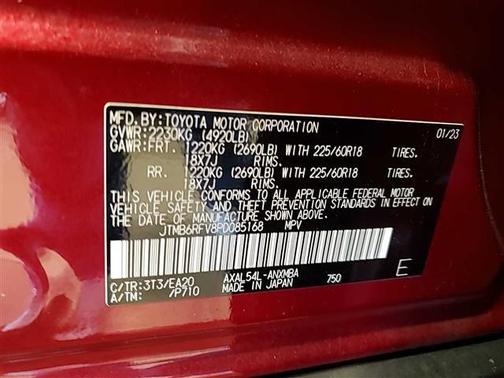 MFD. BY: TOYOTA MOTOR CORPORATION 01/23
GVWR: 2230KG (4920LB)
GAWR: FRT. 1220KG (2690LB) WITH 225/60R18 TIRES,
18X7J RIMS,
RR. 1220KG (2690LB) WITH 225/60R18 TIRES,
18X7J RIMS.
THIS VEHICLE CONFORMS TO ALL APPLICABLE FEDERAL MOTOR
VEHICLE SAFETY AND THEFT PREVENTION STANDARDS IN EFFECT ON
THE DATE OF MANUFACTURE SHOWN ABOVE.
JTMB6RFV8PD085168 MPV
C/TR: 3T3/EA20 AXAL54L-ANXMBA 750 E
A/TM: /P710 MADE IN JAPAN